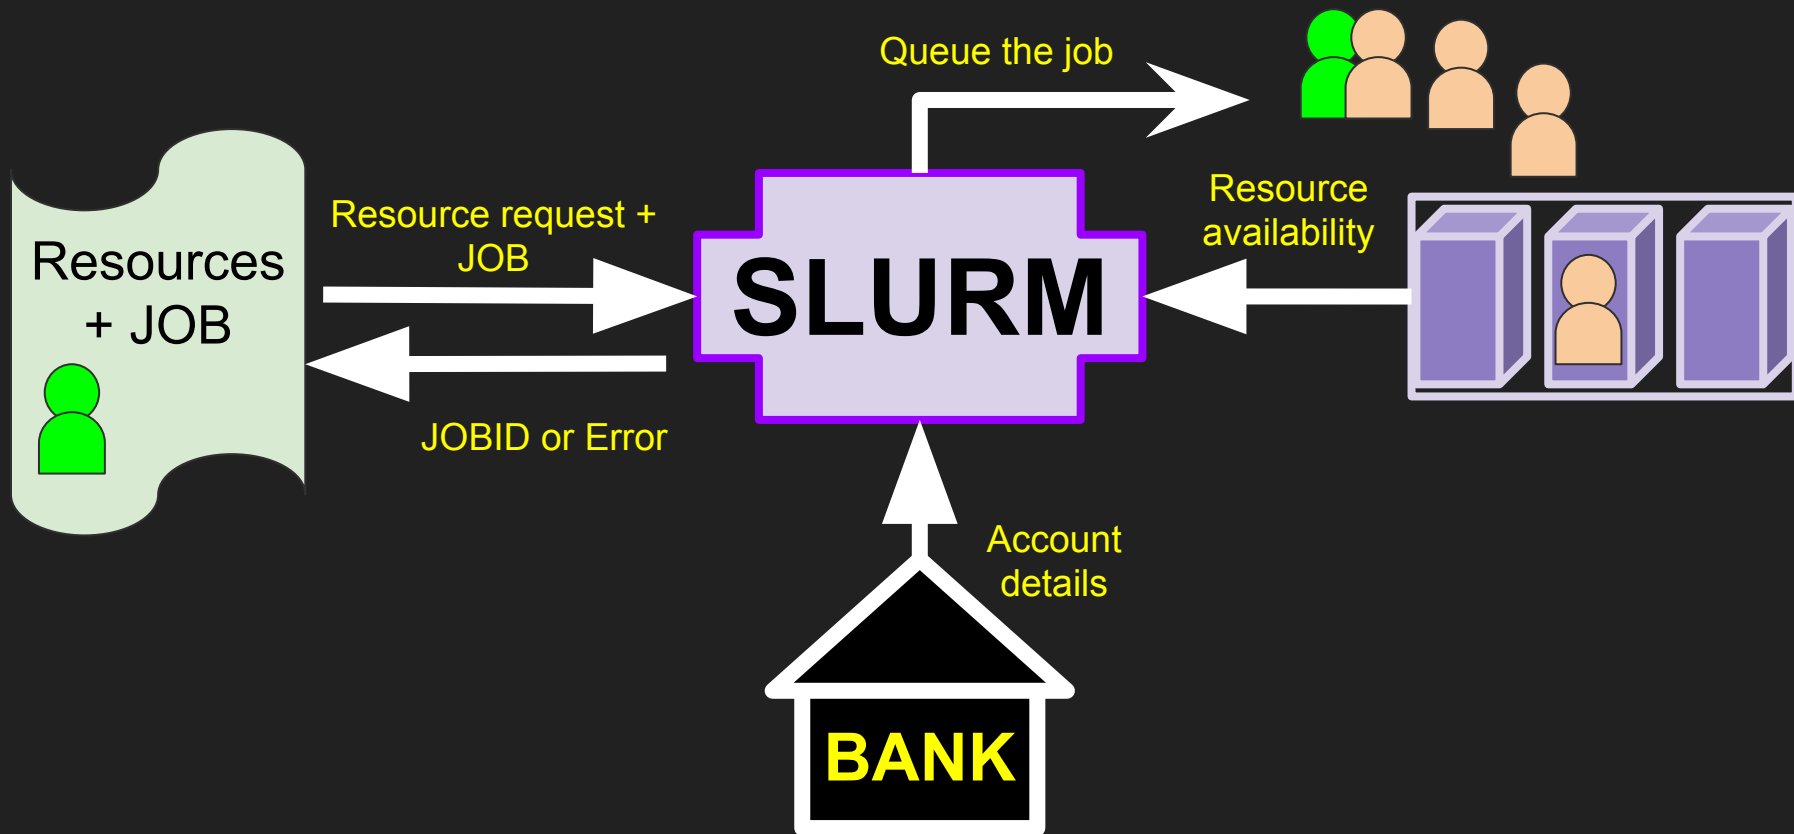 Queue the job
Resource
availability
Resource request +
JOB
Resources
+ JOB
SLURM
JOBID or Error
Account
details
BANK